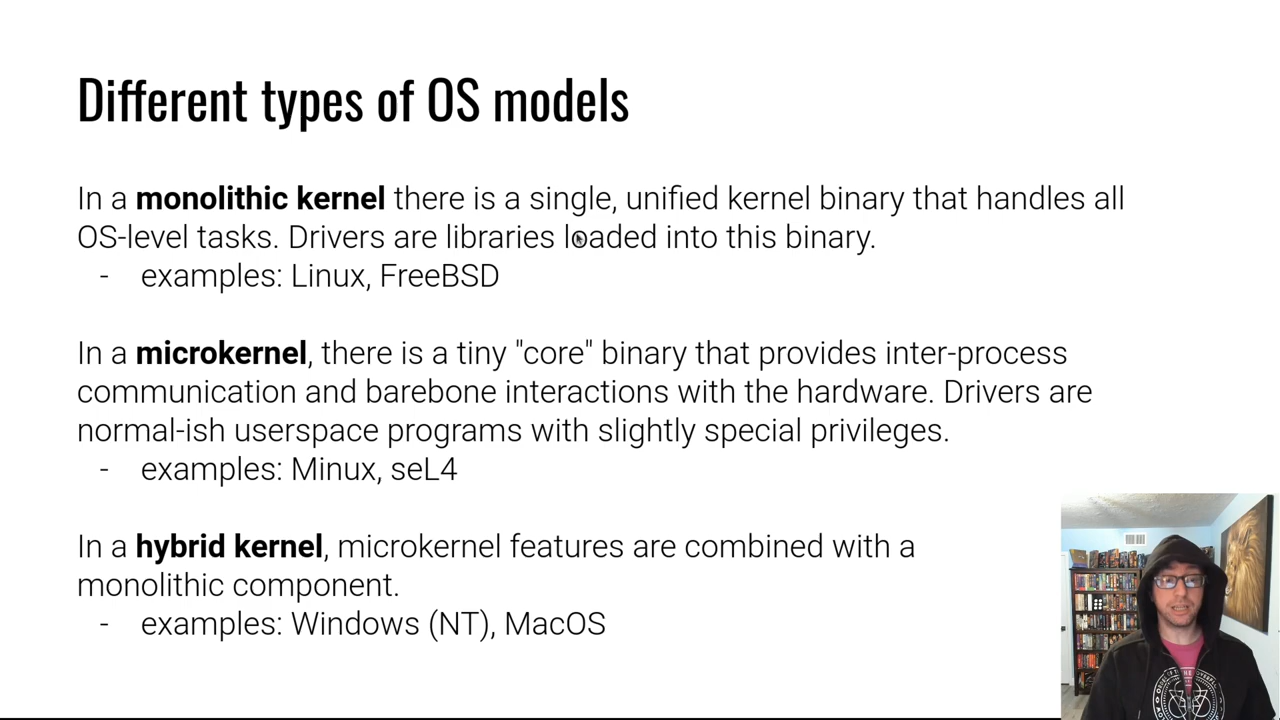 Different types of OS models
In a monolithic kernel there is a single, unified kernel binary that handles all
OS-level tasks. Drivers are libraries loaded into this binary.
- examples: Linux, FreeBSD
In a microkernel, there is a tiny "core" binary that provides inter-process
communication and barebone interactions with the hardware. Drivers are
normal-ish userspace programs with slightly special privileges.
- examples: Minux, seL4
In a hybrid kernel, microkernel features are combined with a
monolithic component.
- examples: Windows (NT), MacOS